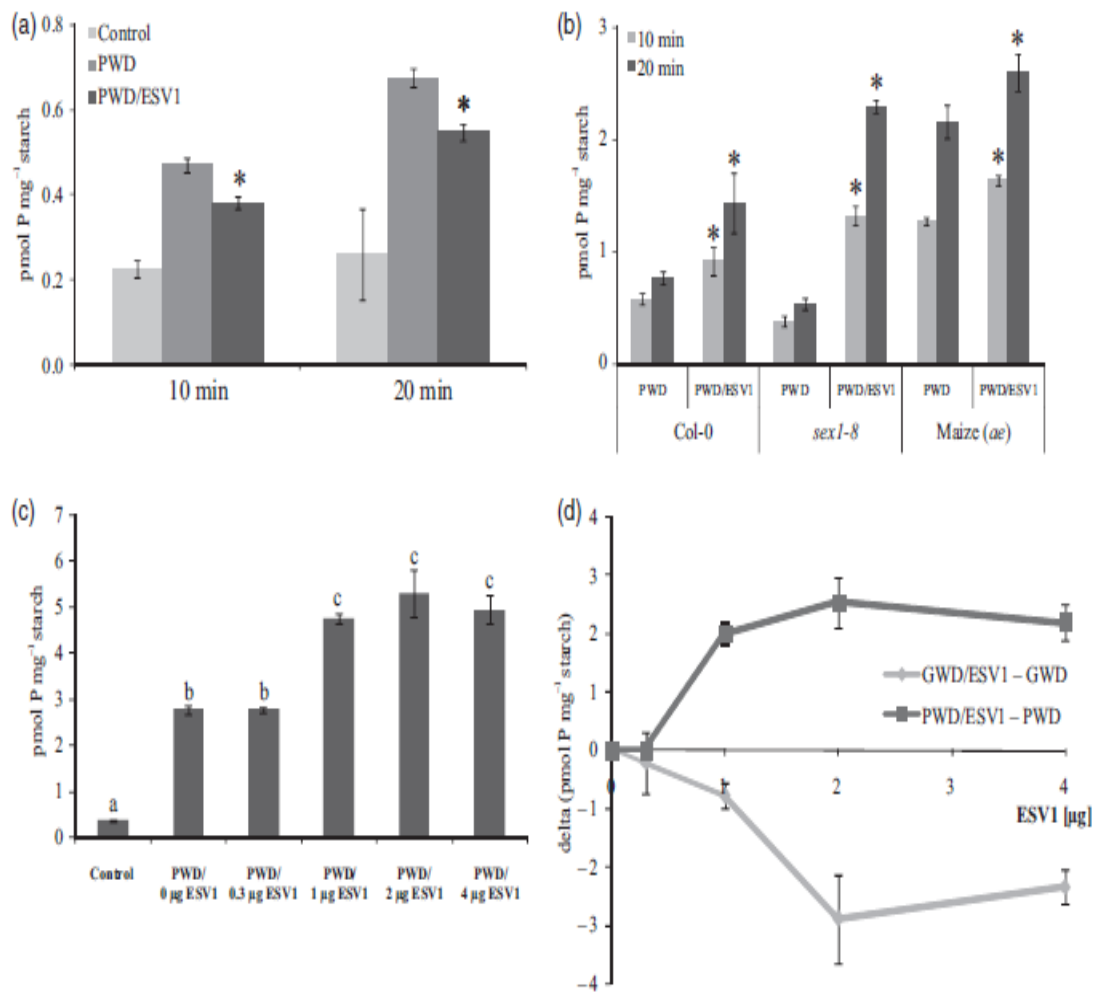 (a)
0.8
0.6
0.4
0.2
0.0
pmol P mg⁻¹ starch
Control
PWD
PWD/ESV1
*
*
10 min
20 min
(b)
3
2
1
0
pmol P mg⁻¹ starch
10 min
20 min
* * * * * *
PWD PWD/ESV1 PWD PWD/ESV1 PWD PWD/ESV1
Col-0 sex1-8 Maize (ae)
(c)
7
6
5
4
3
2
1
0
pmol P mg⁻¹ starch
a b b c c c
Control PWD/ PWD/ PWD/ PWD/ PWD/
0 µg ESV1 0.3 µg ESV1 1 µg ESV1 2 µg ESV1 4 µg ESV1
(d)
4
3
2
1
0
−1
−2
−3
−4
delta (pmol P mg⁻¹ starch)
GWD/ESV1 – GWD
PWD/ESV1 – PWD
0 1 2 3 4
ESV1 [µg]